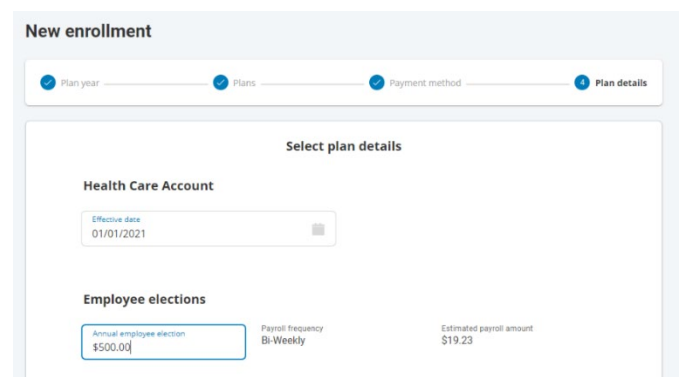 New enrollment
Plan year Plans Payment method 4 Plan details
Select plan details
Health Care Account
Effective date
01/01/2021
Employee elections
Annual employee election Payroll frequency Estimated payroll amount
$500.00 Bi-Weekly $19.23